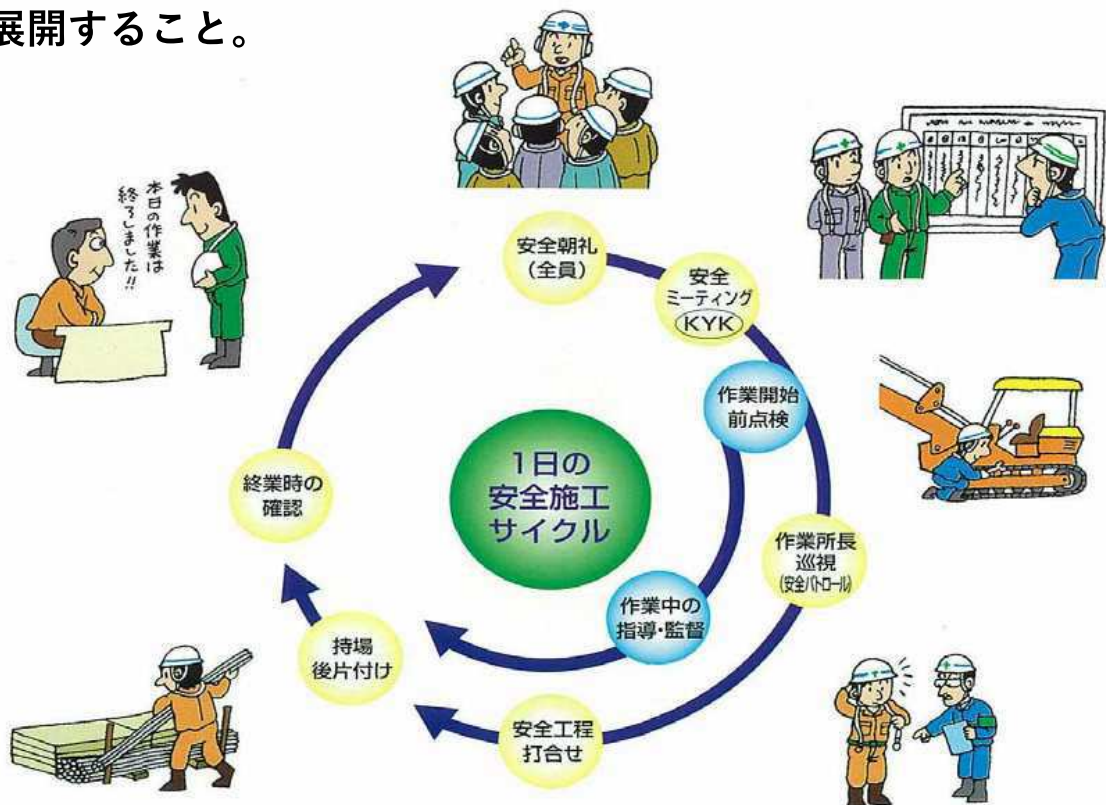 展開すること。
本日の作業は
終了しました!!
安全朝礼
(全員)
安全
ミーティング
KYK
作業開始
前点検
1日の
安全施工
サイクル
終業時の
確認
作業所長
巡視
(安全パトロール)
作業中の
指導・監督
持場
後片付け
安全工程
打合せ